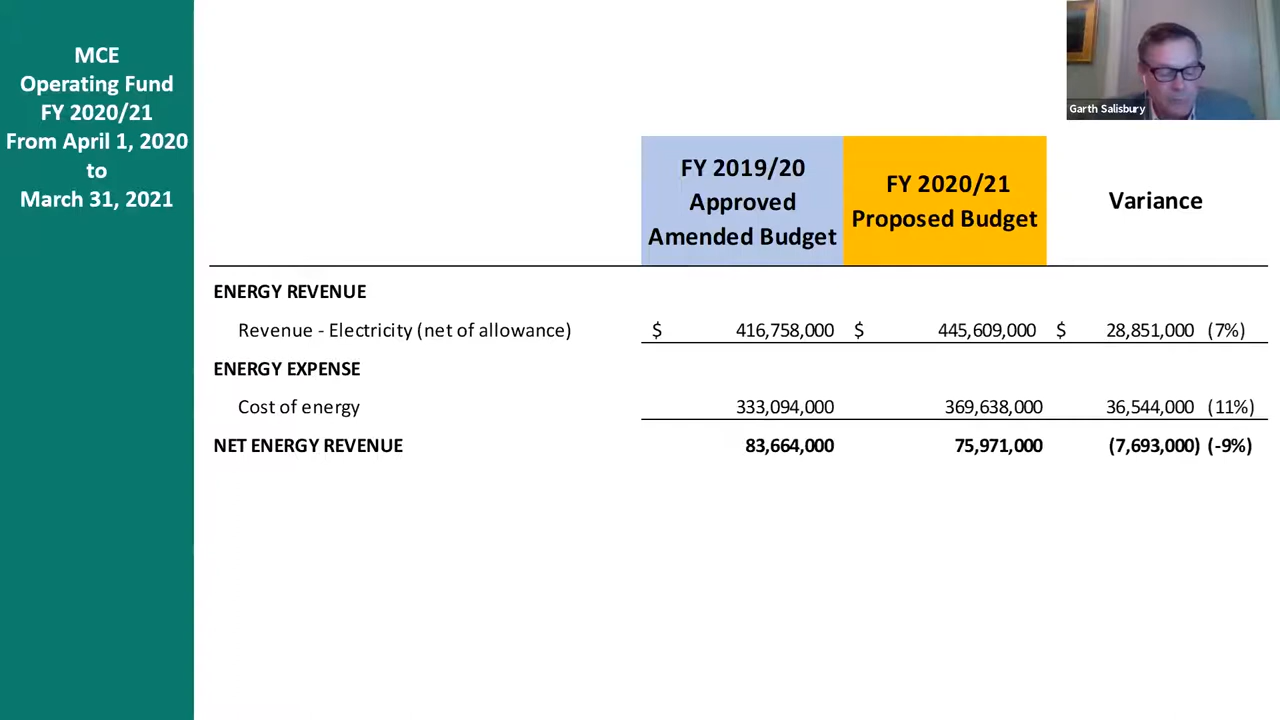 MCE
Operating Fund
FY 2020/21
From April 1, 2020
to
March 31, 2021
Garth Salisbury
FY 2019/20
Approved
Amended Budget
FY 2020/21
Proposed Budget
Variance
ENERGY REVENUE
Revenue - Electricity (net of allowance) $ 416,758,000 $ 445,609,000 $ 28,851,000 (7%)
ENERGY EXPENSE
Cost of energy 333,094,000 369,638,000 36,544,000 (11%)
NET ENERGY REVENUE 83,664,000 75,971,000 (7,693,000) (-9%)